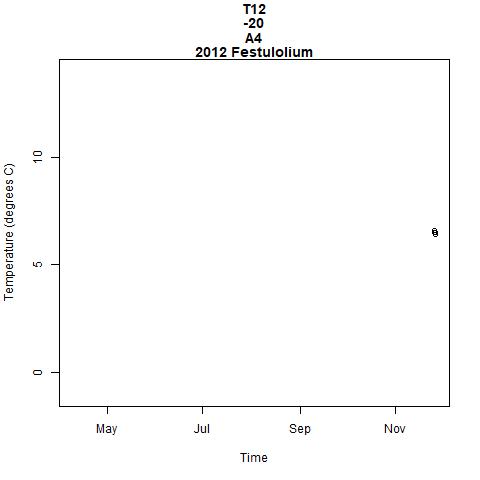 T12
-20
A4
2012 Festulolium
Temperature (degrees C)
10
5
0
May Jul Sep Nov
Time